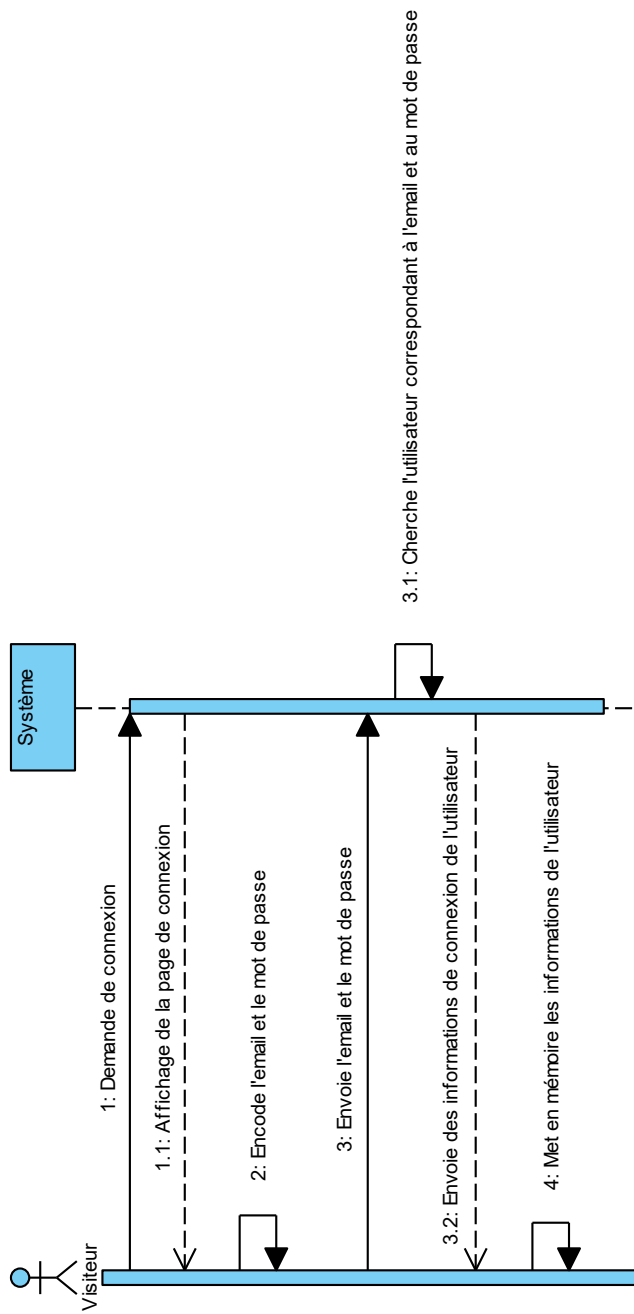 Système
Visiteur
1: Demande de connexion
1.1: Affichage de la page de connexion
2: Encode l'email et le mot de passe
3: Envoie l'email et le mot de passe
3.1: Cherche l'utilisateur correspondant à l'email et au mot de passe
3.2: Envoie des informations de connexion de l'utilisateur
4: Met en mémoire les informations de l'utilisateur